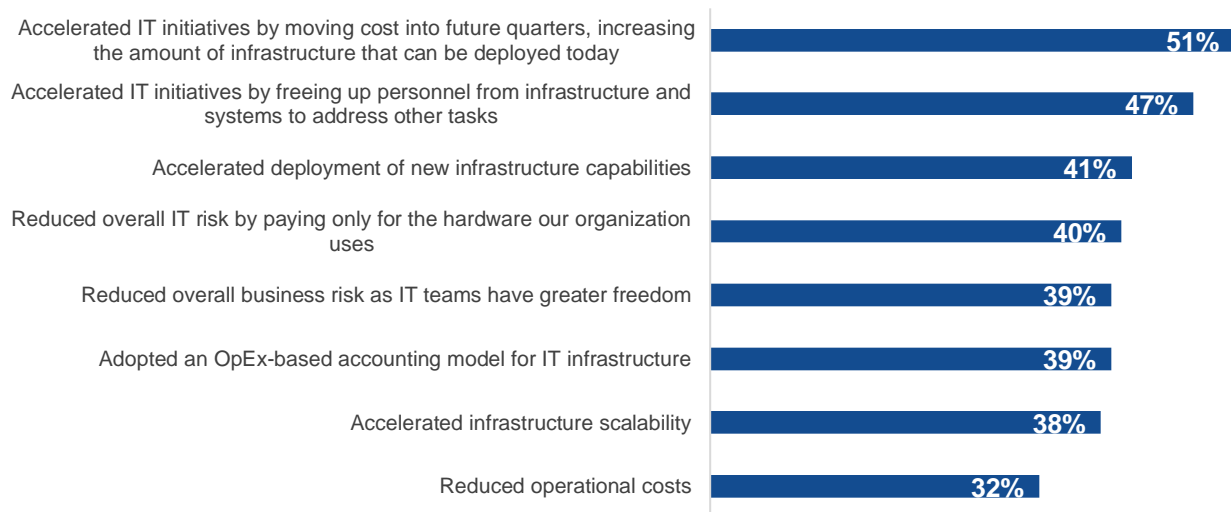 Accelerated IT initiatives by moving cost into future quarters, increasing
the amount of infrastructure that can be deployed today
51%
Accelerated IT initiatives by freeing up personnel from infrastructure and
systems to address other tasks
47%
Accelerated deployment of new infrastructure capabilities
41%
Reduced overall IT risk by paying only for the hardware our organization
uses
40%
Reduced overall business risk as IT teams have greater freedom
39%
Adopted an OpEx-based accounting model for IT infrastructure
39%
Accelerated infrastructure scalability
38%
Reduced operational costs
32%